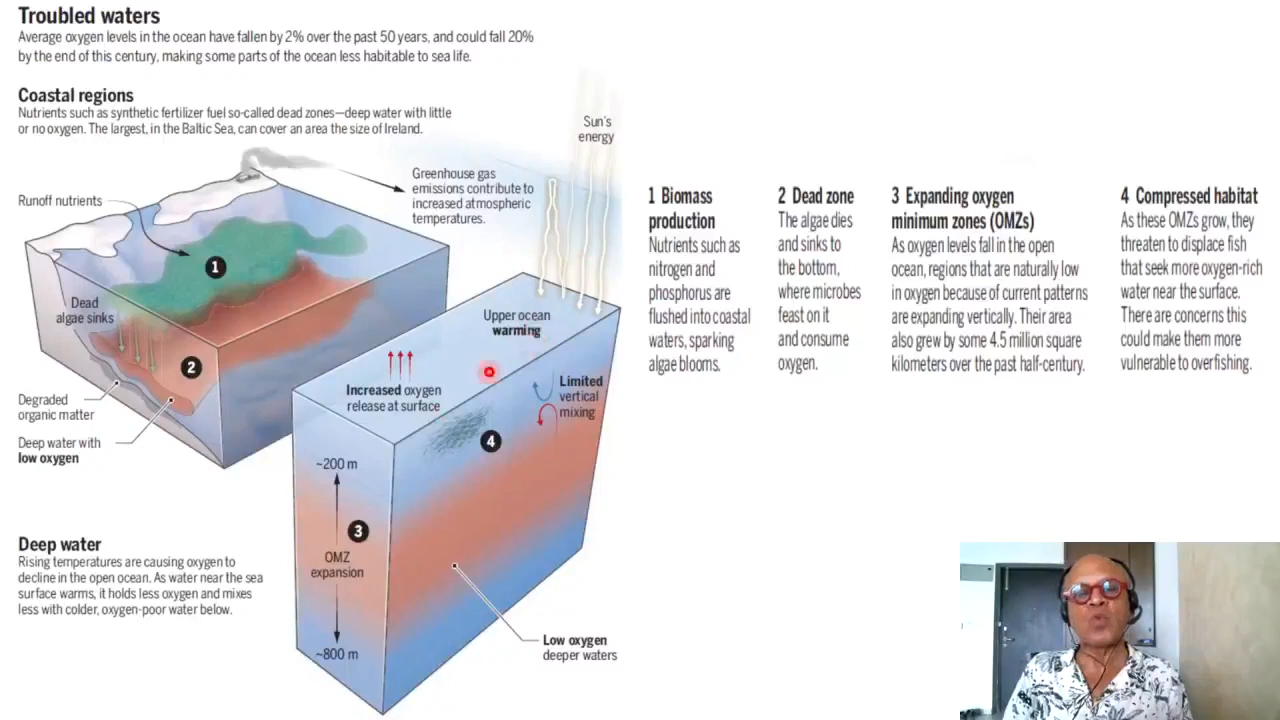 Troubled waters
Average oxygen levels in the ocean have fallen by 2% over the past 50 years, and could fall 20%
by the end of this century, making some parts of the ocean less habitable to sea life.
Coastal regions
Nutrients such as synthetic fertilizer fuel so-called dead zones—deep water with little
or no oxygen. The largest, in the Baltic Sea, can cover an area the size of Ireland.
Sun's
energy
Greenhouse gas
emissions contribute to
increased atmospheric
temperatures.
Runoff nutrients
1
Dead
algae sinks
2
Degraded
organic matter
Deep water with
low oxygen
Upper ocean
warming
Increased oxygen
release at surface
Limited
vertical
mixing
4
~200 m
3
OMZ
expansion
~800 m
Low oxygen
deeper waters
Deep water
Rising temperatures are causing oxygen to
decline in the open ocean. As water near the sea
surface warms, it holds less oxygen and mixes
less with colder, oxygen-poor water below.
1 Biomass
production
Nutrients such as
nitrogen and
phosphorus are
flushed into coastal
waters, sparking
algae blooms.
2 Dead zone
The algae dies
and sinks to
the bottom,
where microbes
feast on it
and consume
oxygen.
3 Expanding oxygen
minimum zones (OMZs)
As oxygen levels fall in the open
ocean, regions that are naturally low
in oxygen because of current patterns
are expanding vertically. Their area
also grew by some 4.5 million square
kilometers over the past half-century.
4 Compressed habitat
As these OMZs grow, they
threaten to displace fish
that seek more oxygen-rich
water near the surface.
There are concerns this
could make them more
vulnerable to overfishing.